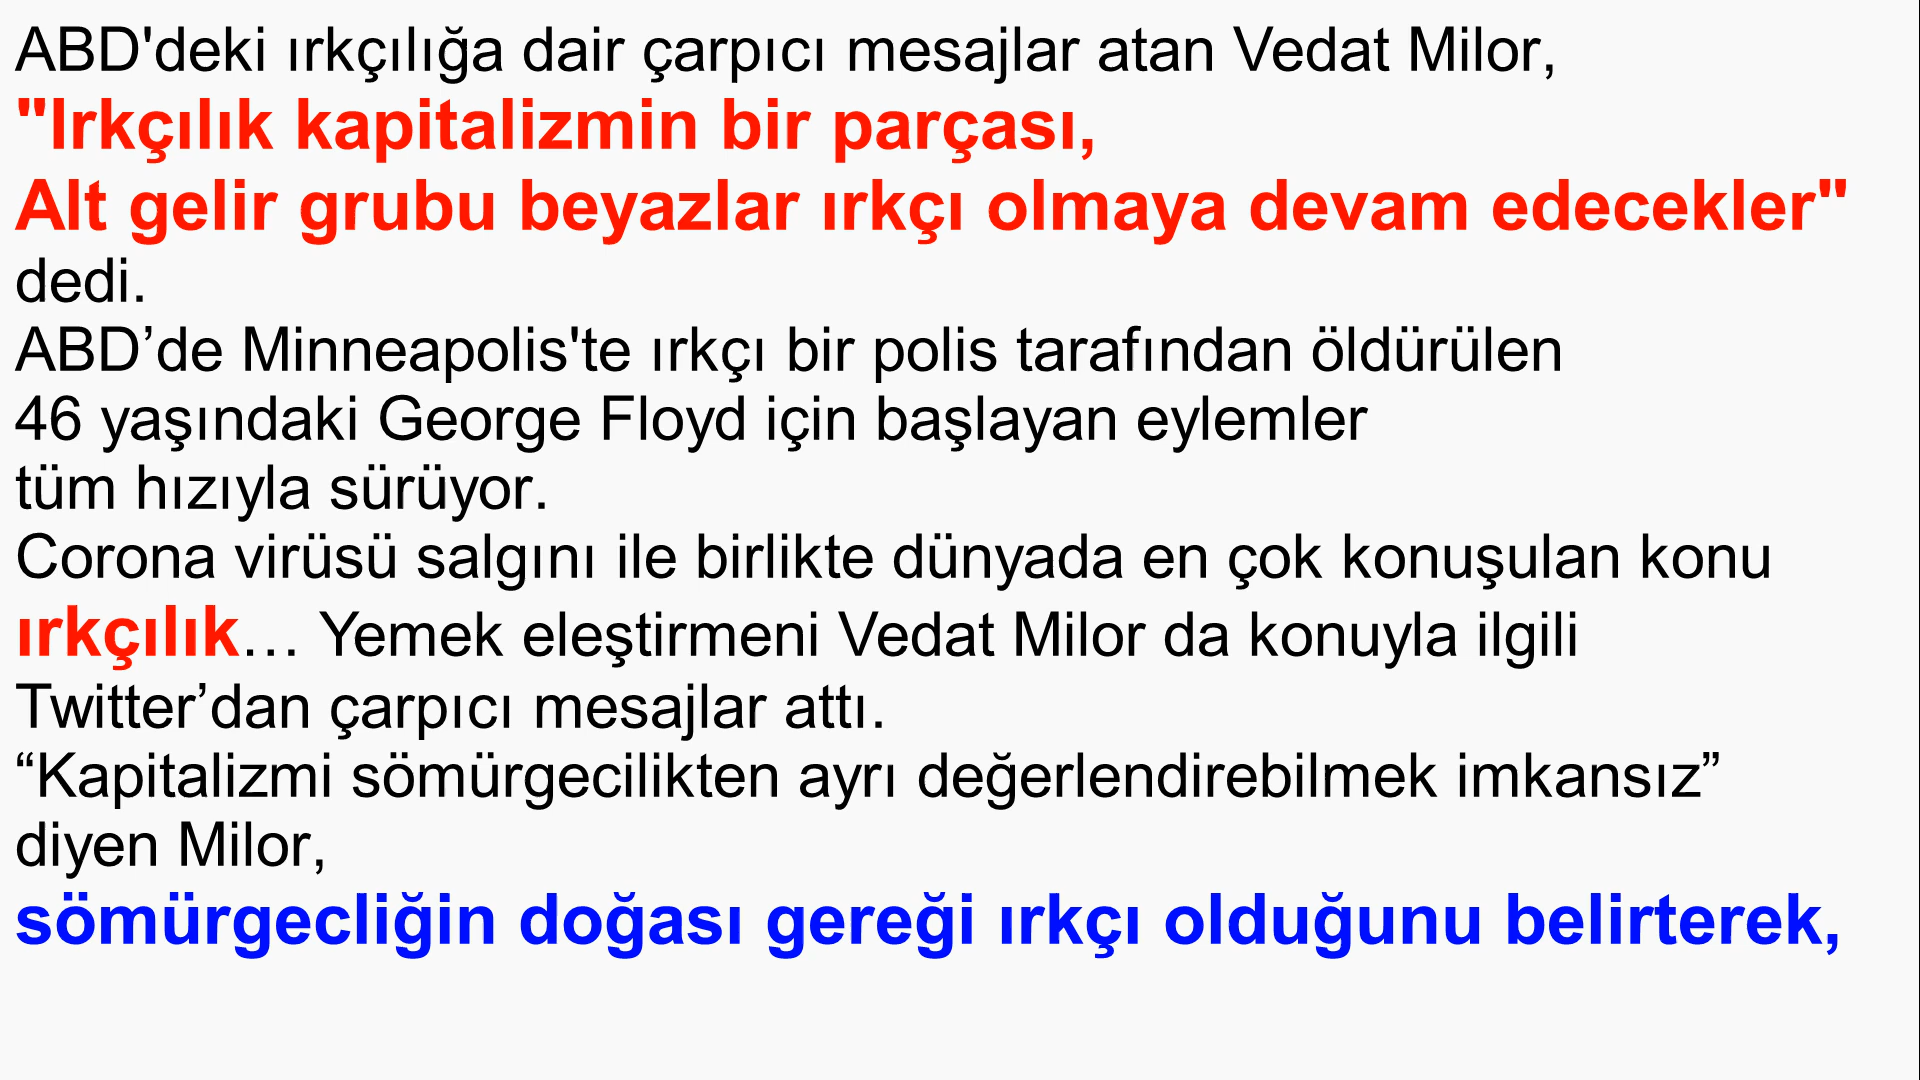 ABD'deki ırkçılığa dair çarpıcı mesajlar atan Vedat Milor,
"Irkçılık kapitalizmin bir parçası,
Alt gelir grubu beyazlar ırkçı olmaya devam edecekler"
dedi.
ABD’de Minneapolis'te ırkçı bir polis tarafından öldürülen
46 yaşındaki George Floyd için başlayan eylemler
tüm hızıyla sürüyor.
Corona virüsü salgını ile birlikte dünyada en çok konuşulan konu
ırkçılık… Yemek eleştirmeni Vedat Milor da konuyla ilgili
Twitter’dan çarpıcı mesajlar attı.
“Kapitalizmi sömürgecilikten ayrı değerlendirebilmek imkansız”
diyen Milor,
sömürgecliğin doğası gereği ırkçı olduğunu belirterek,